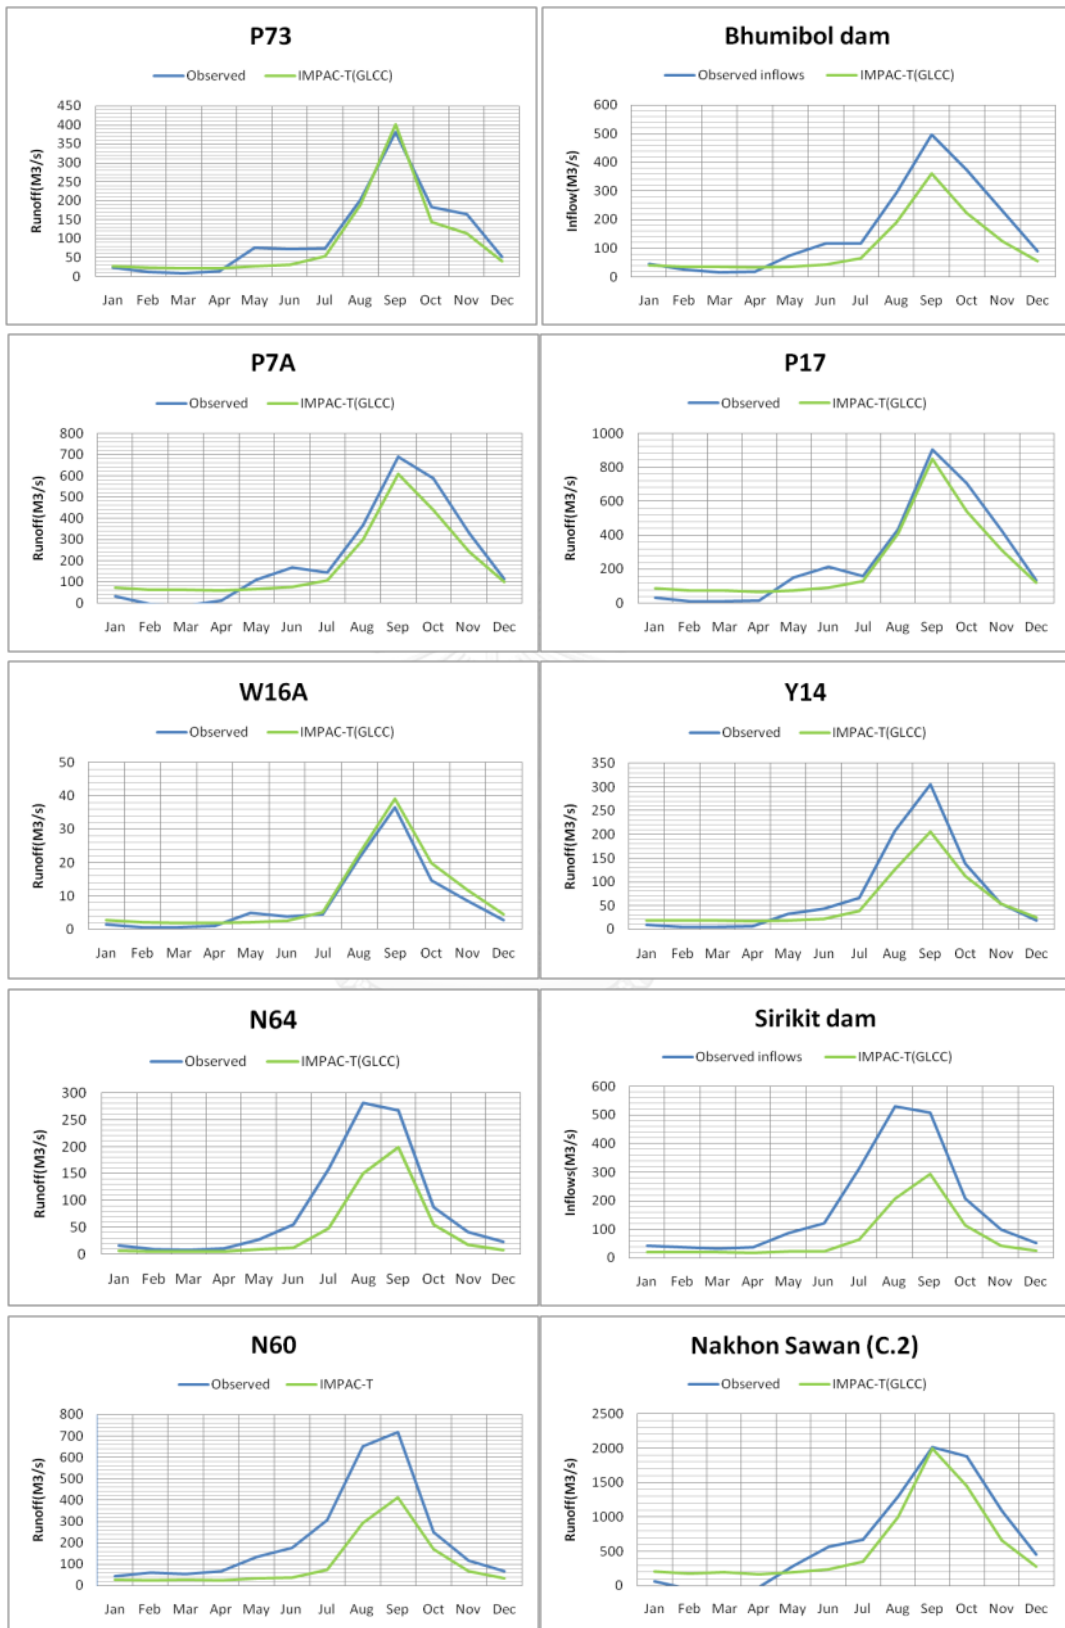 P73
Observed IMPAC-T(GLCC)
Runoff(M3/s)
450
400
350
300
250
200
150
100
50
0
Jan Feb Mar Apr May Jun Jul Aug Sep Oct Nov Dec
Bhumibol dam
Observed inflows IMPAC-T(GLCC)
Inflow(M3/s)
600
500
400
300
200
100
0
Jan Feb Mar Apr May Jun Jul Aug Sep Oct Nov Dec
P7A
Observed IMPAC-T(GLCC)
Runoff(M3/s)
800
700
600
500
400
300
200
100
0
Jan Feb Mar Apr May Jun Jul Aug Sep Oct Nov Dec
P17
Observed IMPAC-T(GLCC)
Runoff(M3/s)
1000
800
600
400
200
0
Jan Feb Mar Apr May Jun Jul Aug Sep Oct Nov Dec
W16A
Observed IMPAC-T(GLCC)
Runoff(M3/s)
50
40
30
20
10
0
Jan Feb Mar Apr May Jun Jul Aug Sep Oct Nov Dec
Y14
Observed IMPAC-T(GLCC)
Runoff(M3/s)
350
300
250
200
150
100
50
0
Jan Feb Mar Apr May Jun Jul Aug Sep Oct Nov Dec
N64
Observed IMPAC-T(GLCC)
Runoff(M3/s)
300
250
200
150
100
50
0
Jan Feb Mar Apr May Jun Jul Aug Sep Oct Nov Dec
Sirikit dam
Observed inflows IMPAC-T(GLCC)
Inflows(M3/s)
600
500
400
300
200
100
0
Jan Feb Mar Apr May Jun Jul Aug Sep Oct Nov Dec
N60
Observed IMPAC-T
Runoff(M3/s)
800
700
600
500
400
300
200
100
0
Jan Feb Mar Apr May Jun Jul Aug Sep Oct Nov Dec
Nakhon Sawan (C.2)
Observed IMPAC-T(GLCC)
Runoff(M3/s)
2500
2000
1500
1000
500
0
Jan Feb Mar Apr May Jun Jul Aug Sep Oct Nov Dec